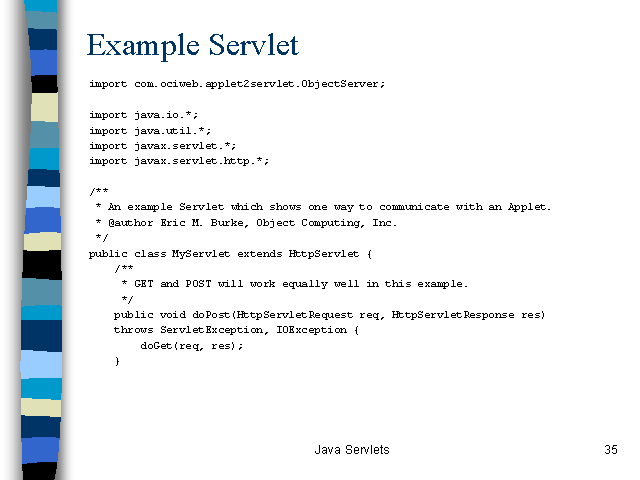 Example Servlet
import com.ociweb.applet2servlet.ObjectServer;
import java.io.*;
import java.util.*;
import javax.servlet.*;
import javax.servlet.http.*;
/**
* An example Servlet which shows one way to communicate with an Applet.
* @author Eric M. Burke, Object Computing, Inc.
*/
public class MyServlet extends HttpServlet {
/**
* GET and POST will work equally well in this example.
*/
public void doPost(HttpServletRequest req, HttpServletResponse res)
throws ServletException, IOException {
doGet(req, res);
}
Java Servlets 35